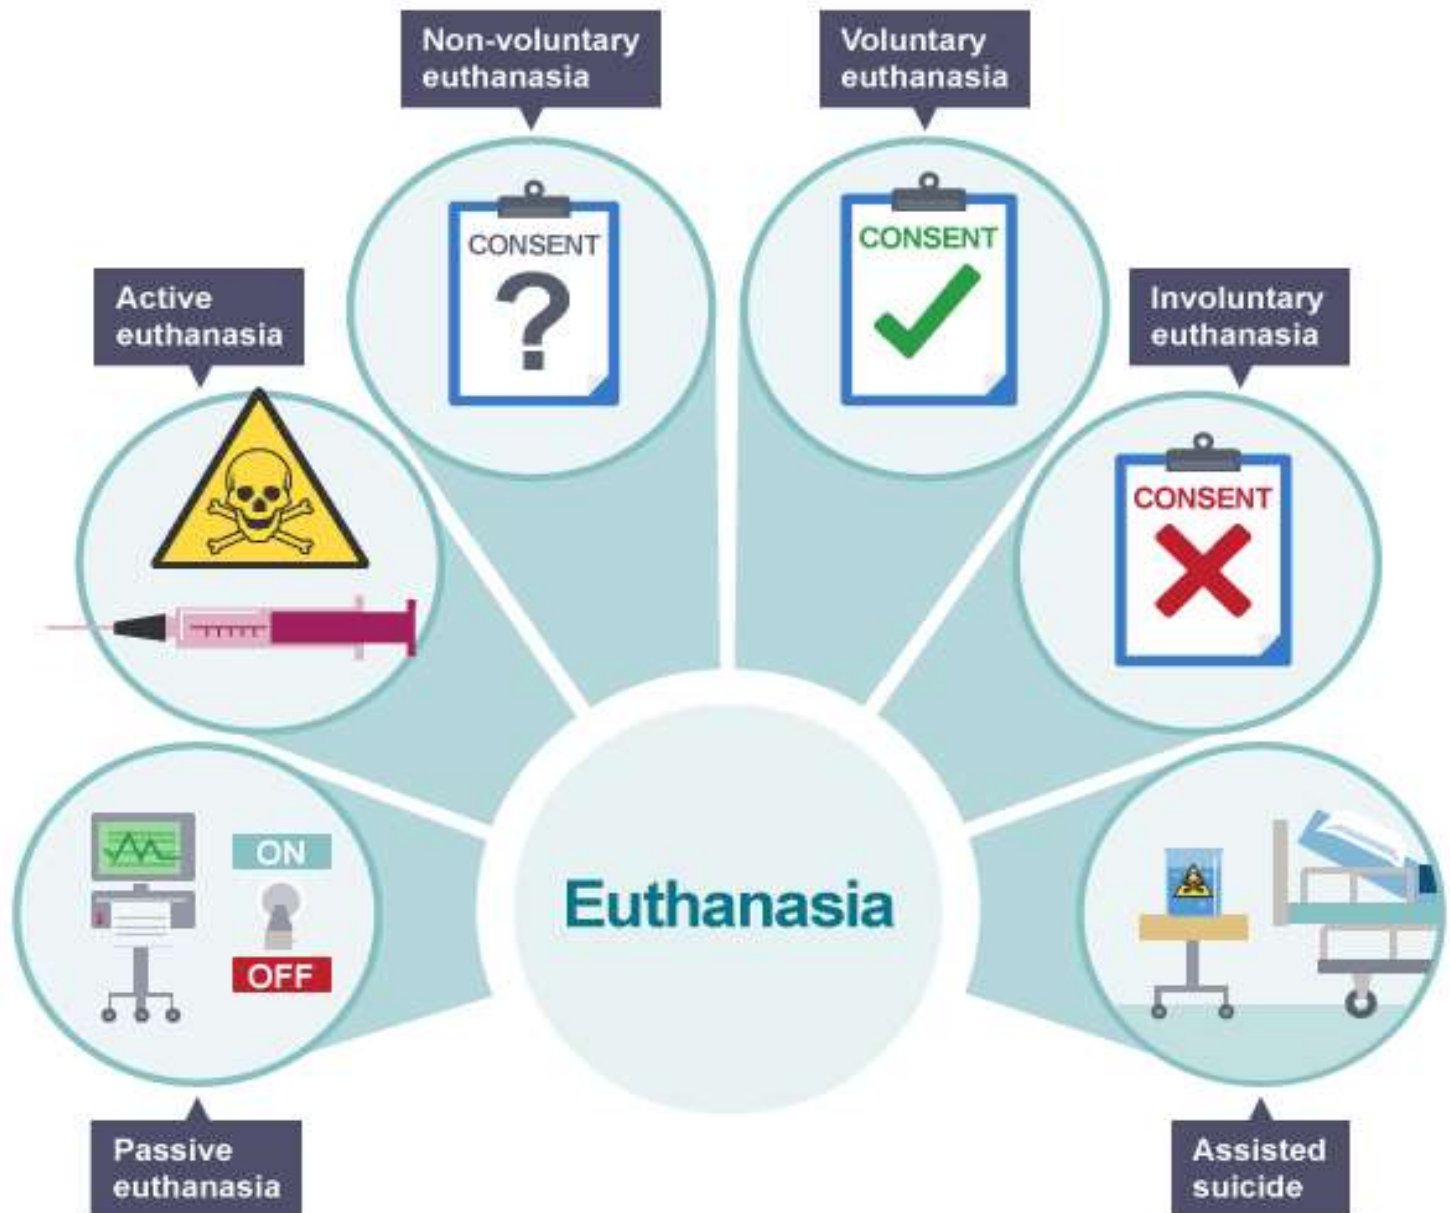 Non-voluntary
euthanasia
Voluntary
euthanasia
CONSENT
?
CONSENT
Active
euthanasia
Involuntary
euthanasia
CONSENT
ON
OFF
Euthanasia
Passive
euthanasia
Assisted
suicide